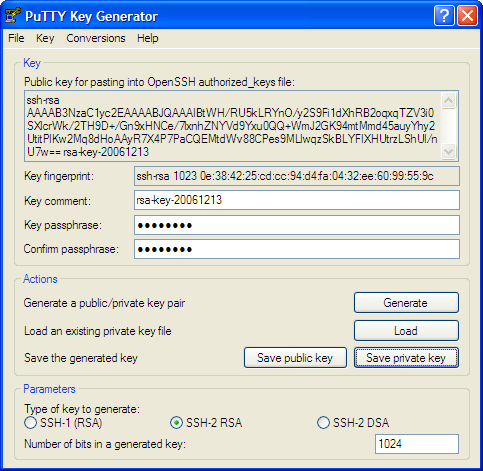 PuTTY Key Generator
File Key Conversions Help
Key
Public key for pasting into OpenSSH authorized_keys file:
ssh-rsa
AAAAB3NzaC1yc2EAAAABJQAAAIBtWH/RU5kLRYnO/y2S9Fi1dXhRB2oqxqTZV3i0
SXlcrWk/2TH9D+/Gn9xHNCe/7lxnhZNYVd9Yxu0QQ+WmJ2GK94mtMmd45auyYhy2
UtitPlKw2Mq8dHoAAyR7X4P7PaCQEMtdWv88CPes9MLlwqzSkBLYFIXHUtrzLShUl/n
U7w== rsa-key-20061213
Key fingerprint: ssh-rsa 1023 0e:38:42:25:cd:cc:94:d4:fa:04:32:ee:60:99:55:9c
Key comment: rsa-key-20061213
Key passphrase: ●●●●●●●●
Confirm passphrase: ●●●●●●●●
Actions
Generate a public/private key pair Generate
Load an existing private key file Load
Save the generated key Save public key Save private key
Parameters
Type of key to generate:
SSH-1 (RSA) SSH-2 RSA SSH-2 DSA
Number of bits in a generated key: 1024